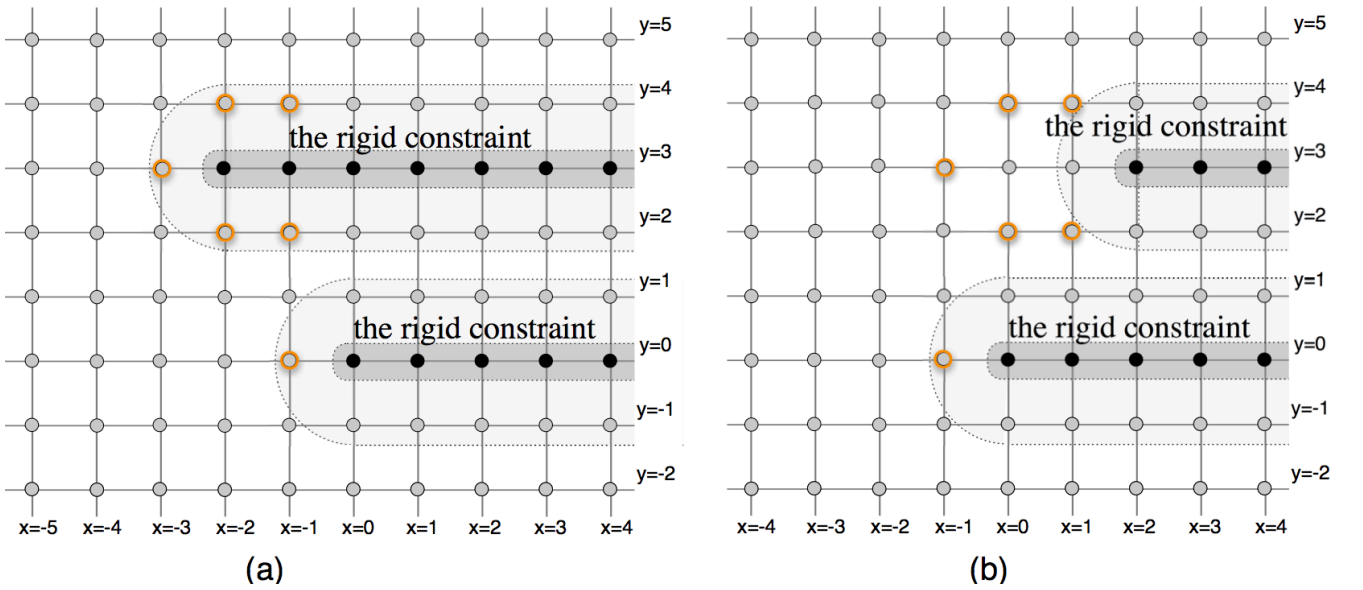 y=5
y=4
the rigid constraint
y=3
y=2
y=1
the rigid constraint
y=0
y=-1
y=-2
x=-5 x=-4 x=-3 x=-2 x=-1 x=0 x=1 x=2 x=3 x=4
(a)
y=5
y=4
the rigid constraint
y=3
y=2
y=1
the rigid constraint
y=0
y=-1
y=-2
x=-4 x=-3 x=-2 x=-1 x=0 x=1 x=2 x=3 x=4
(b)